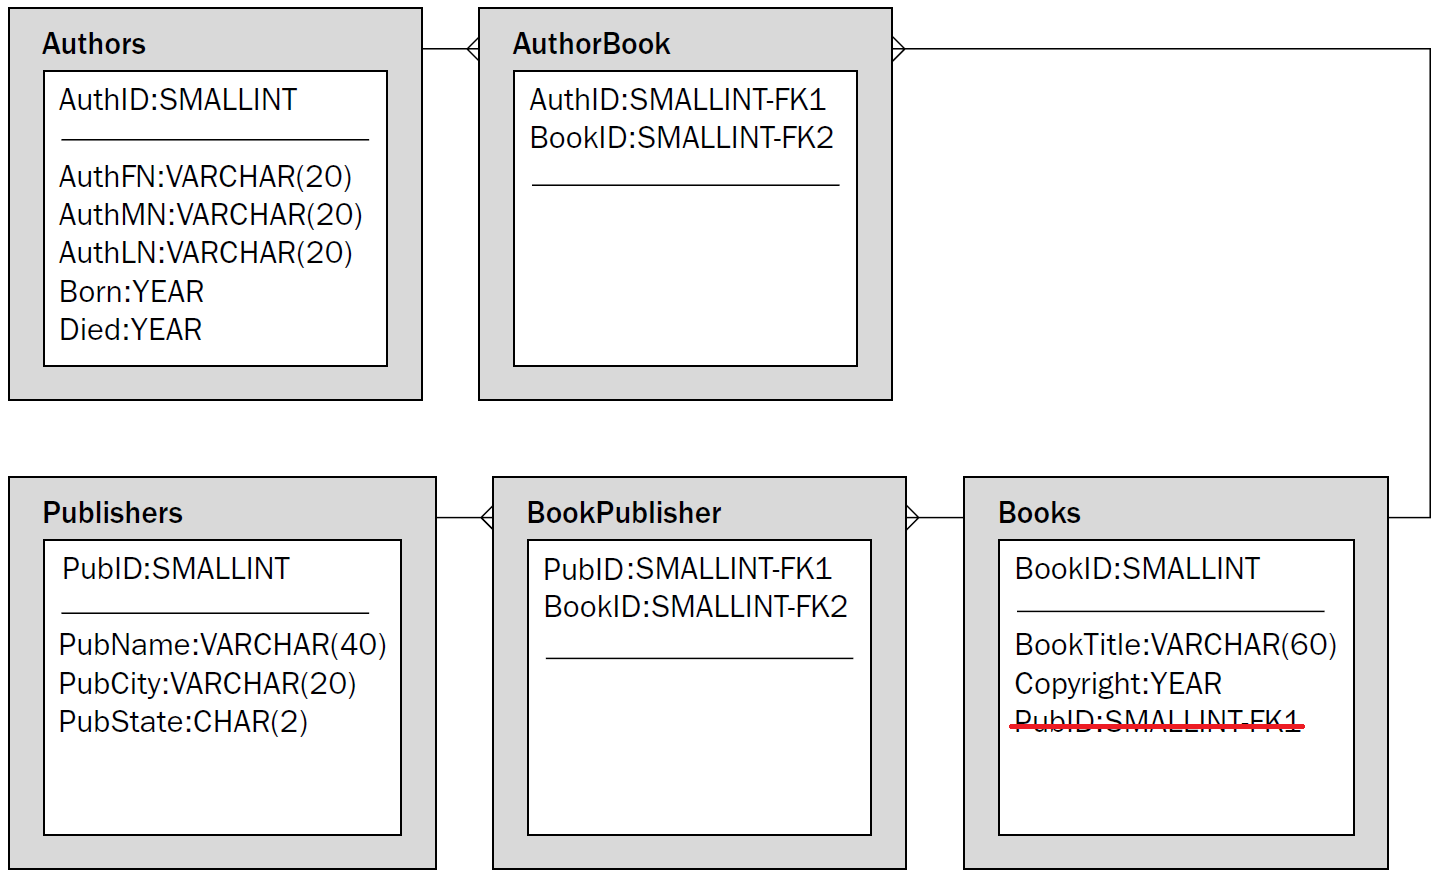 Authors
AuthID:SMALLINT
AuthFN:VARCHAR(20)
AuthMN:VARCHAR(20)
AuthLN:VARCHAR(20)
Born:YEAR
Died:YEAR
AuthorBook
AuthID:SMALLINT-FK1
BookID:SMALLINT-FK2
Publishers
PubID:SMALLINT
PubName:VARCHAR(40)
PubCity:VARCHAR(20)
PubState:CHAR(2)
BookPublisher
PubID:SMALLINT-FK1
BookID:SMALLINT-FK2
Books
BookID:SMALLINT
BookTitle:VARCHAR(60)
Copyright:YEAR
PubID:SMALLINT-FK1